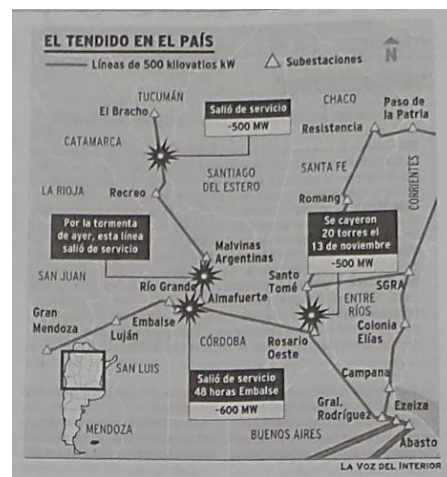 EL TENDIDO EN EL PAÍS
N
Líneas de 500 kilovatios kW
Subestaciones
TUCUMÁN
El Bracho
CATAMARCA
Salió de servicio
-500 MW
CHACO
Paso de
la Patria
Resistencia
SANTIAGO
DEL ESTERO
SANTA FE
CORRIENTES
LA RIOJA
Recreo
Romang
Por la tormenta
de ayer, esta línea
salió de servicio
Malvinas
Argentinas
Se cayeron
20 torres el
13 de noviembre
-500 MW
SAN JUAN
Río Grande
Almafuerte
Santo
Tomé
SGRA
ENTRE
RÍOS
Gran
Mendoza
Embalse
Luján
CÓRDOBA
Rosario
Oeste
Colonia
Elías
SAN LUIS
Salió de servicio
48 horas Embalse
-600 MW
Campana
Gral.
Rodríguez
Ezeiza
MENDOZA
BUENOS AIRES
Abasto
LA VOZ DEL INTERIOR